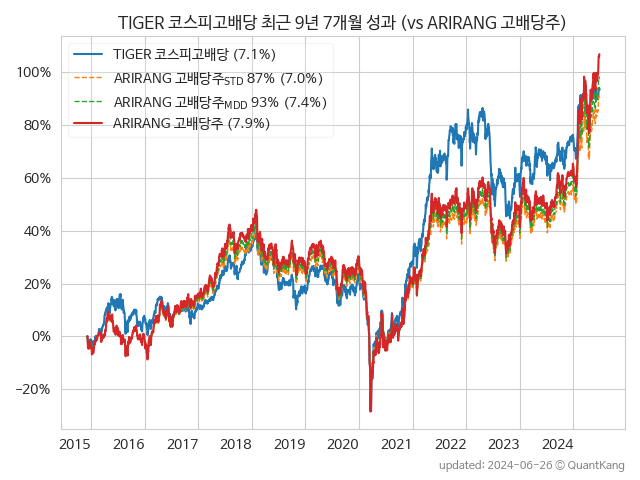 TIGER 코스피고배당 최근 9년 7개월 성과 (vs ARIRANG 고배당주)
TIGER 코스피고배당 (7.1%)
ARIRANG 고배당주STD 87% (7.0%)
ARIRANG 고배당주MDD 93% (7.4%)
ARIRANG 고배당주 (7.9%)
100%
80%
60%
40%
20%
0%
−20%
2015 2016 2017 2018 2019 2020 2021 2022 2023 2024
updated: 2024-06-26 © QuantKang